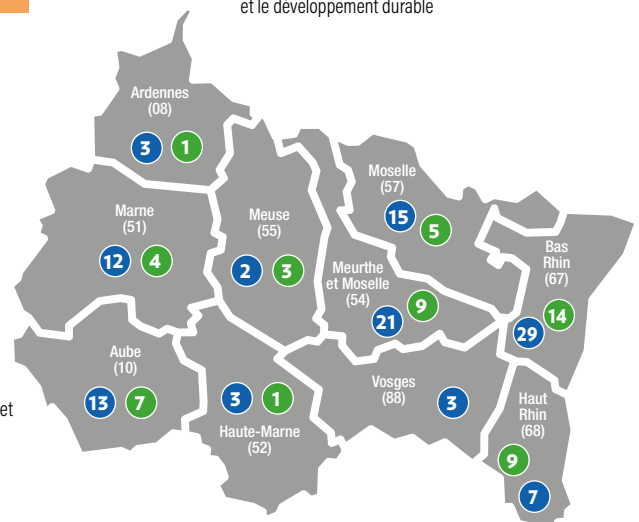 et le développement durable
Ardennes
(08)
3 1
Moselle
(57)
15
5
Marne
(51)
12 4
Meuse
(55)
2 3
Meurthe
et Moselle
(54)
9
21
Bas
Rhin
(67)
14
29
Aube
(10)
13 7
3 1
Haute-Marne
(52)
Vosges
(88)
3
Haut
Rhin
(68)
9
7
et